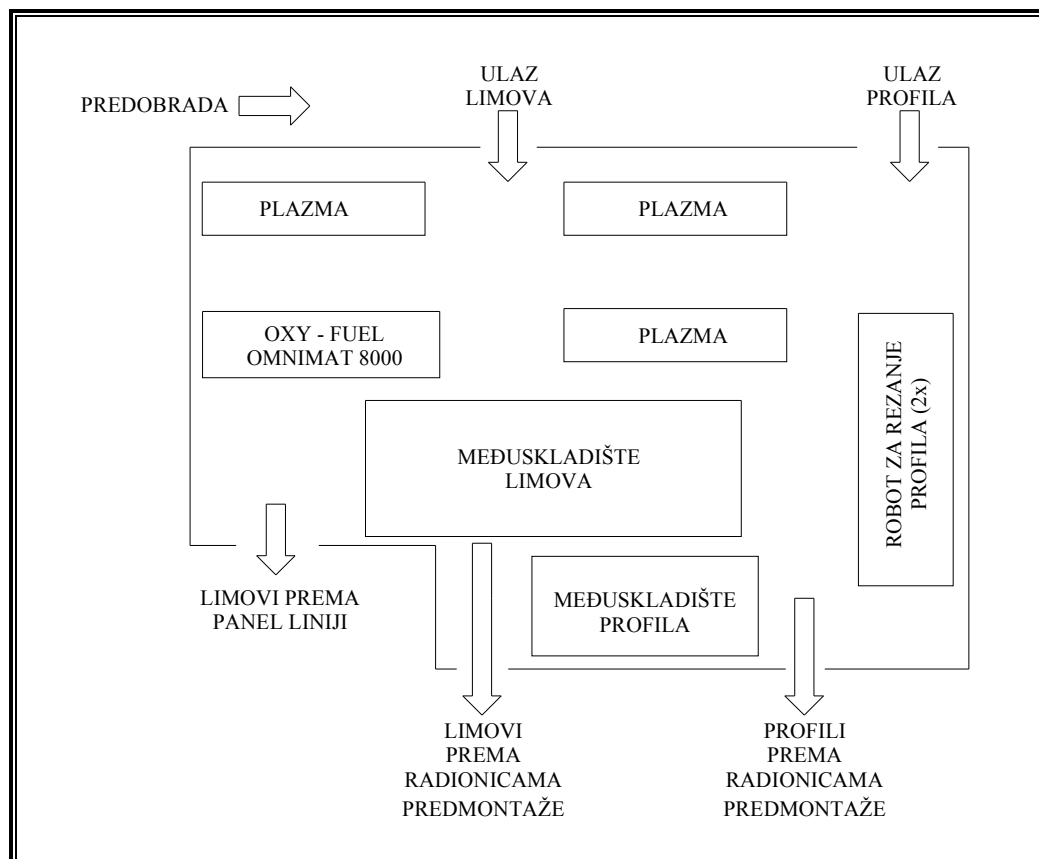 PREDOBRADA
ULAZ
LIMOVA
ULAZ
PROFILA
PLAZMA
PLAZMA
OXY - FUEL
OMNIMAT 8000
PLAZMA
ROBOT ZA REZANJE
PROFILA (2x)
MEĐUSKLADIŠTE
LIMOVA
LIMOVI PREMA
PANEL LINIJI
MEĐUSKLADIŠTE
PROFILA
LIMOVI
PREMA
RADIONICAMA
PREDMONTAŽE
PROFILI
PREMA
RADIONICAMA
PREDMONTAŽE